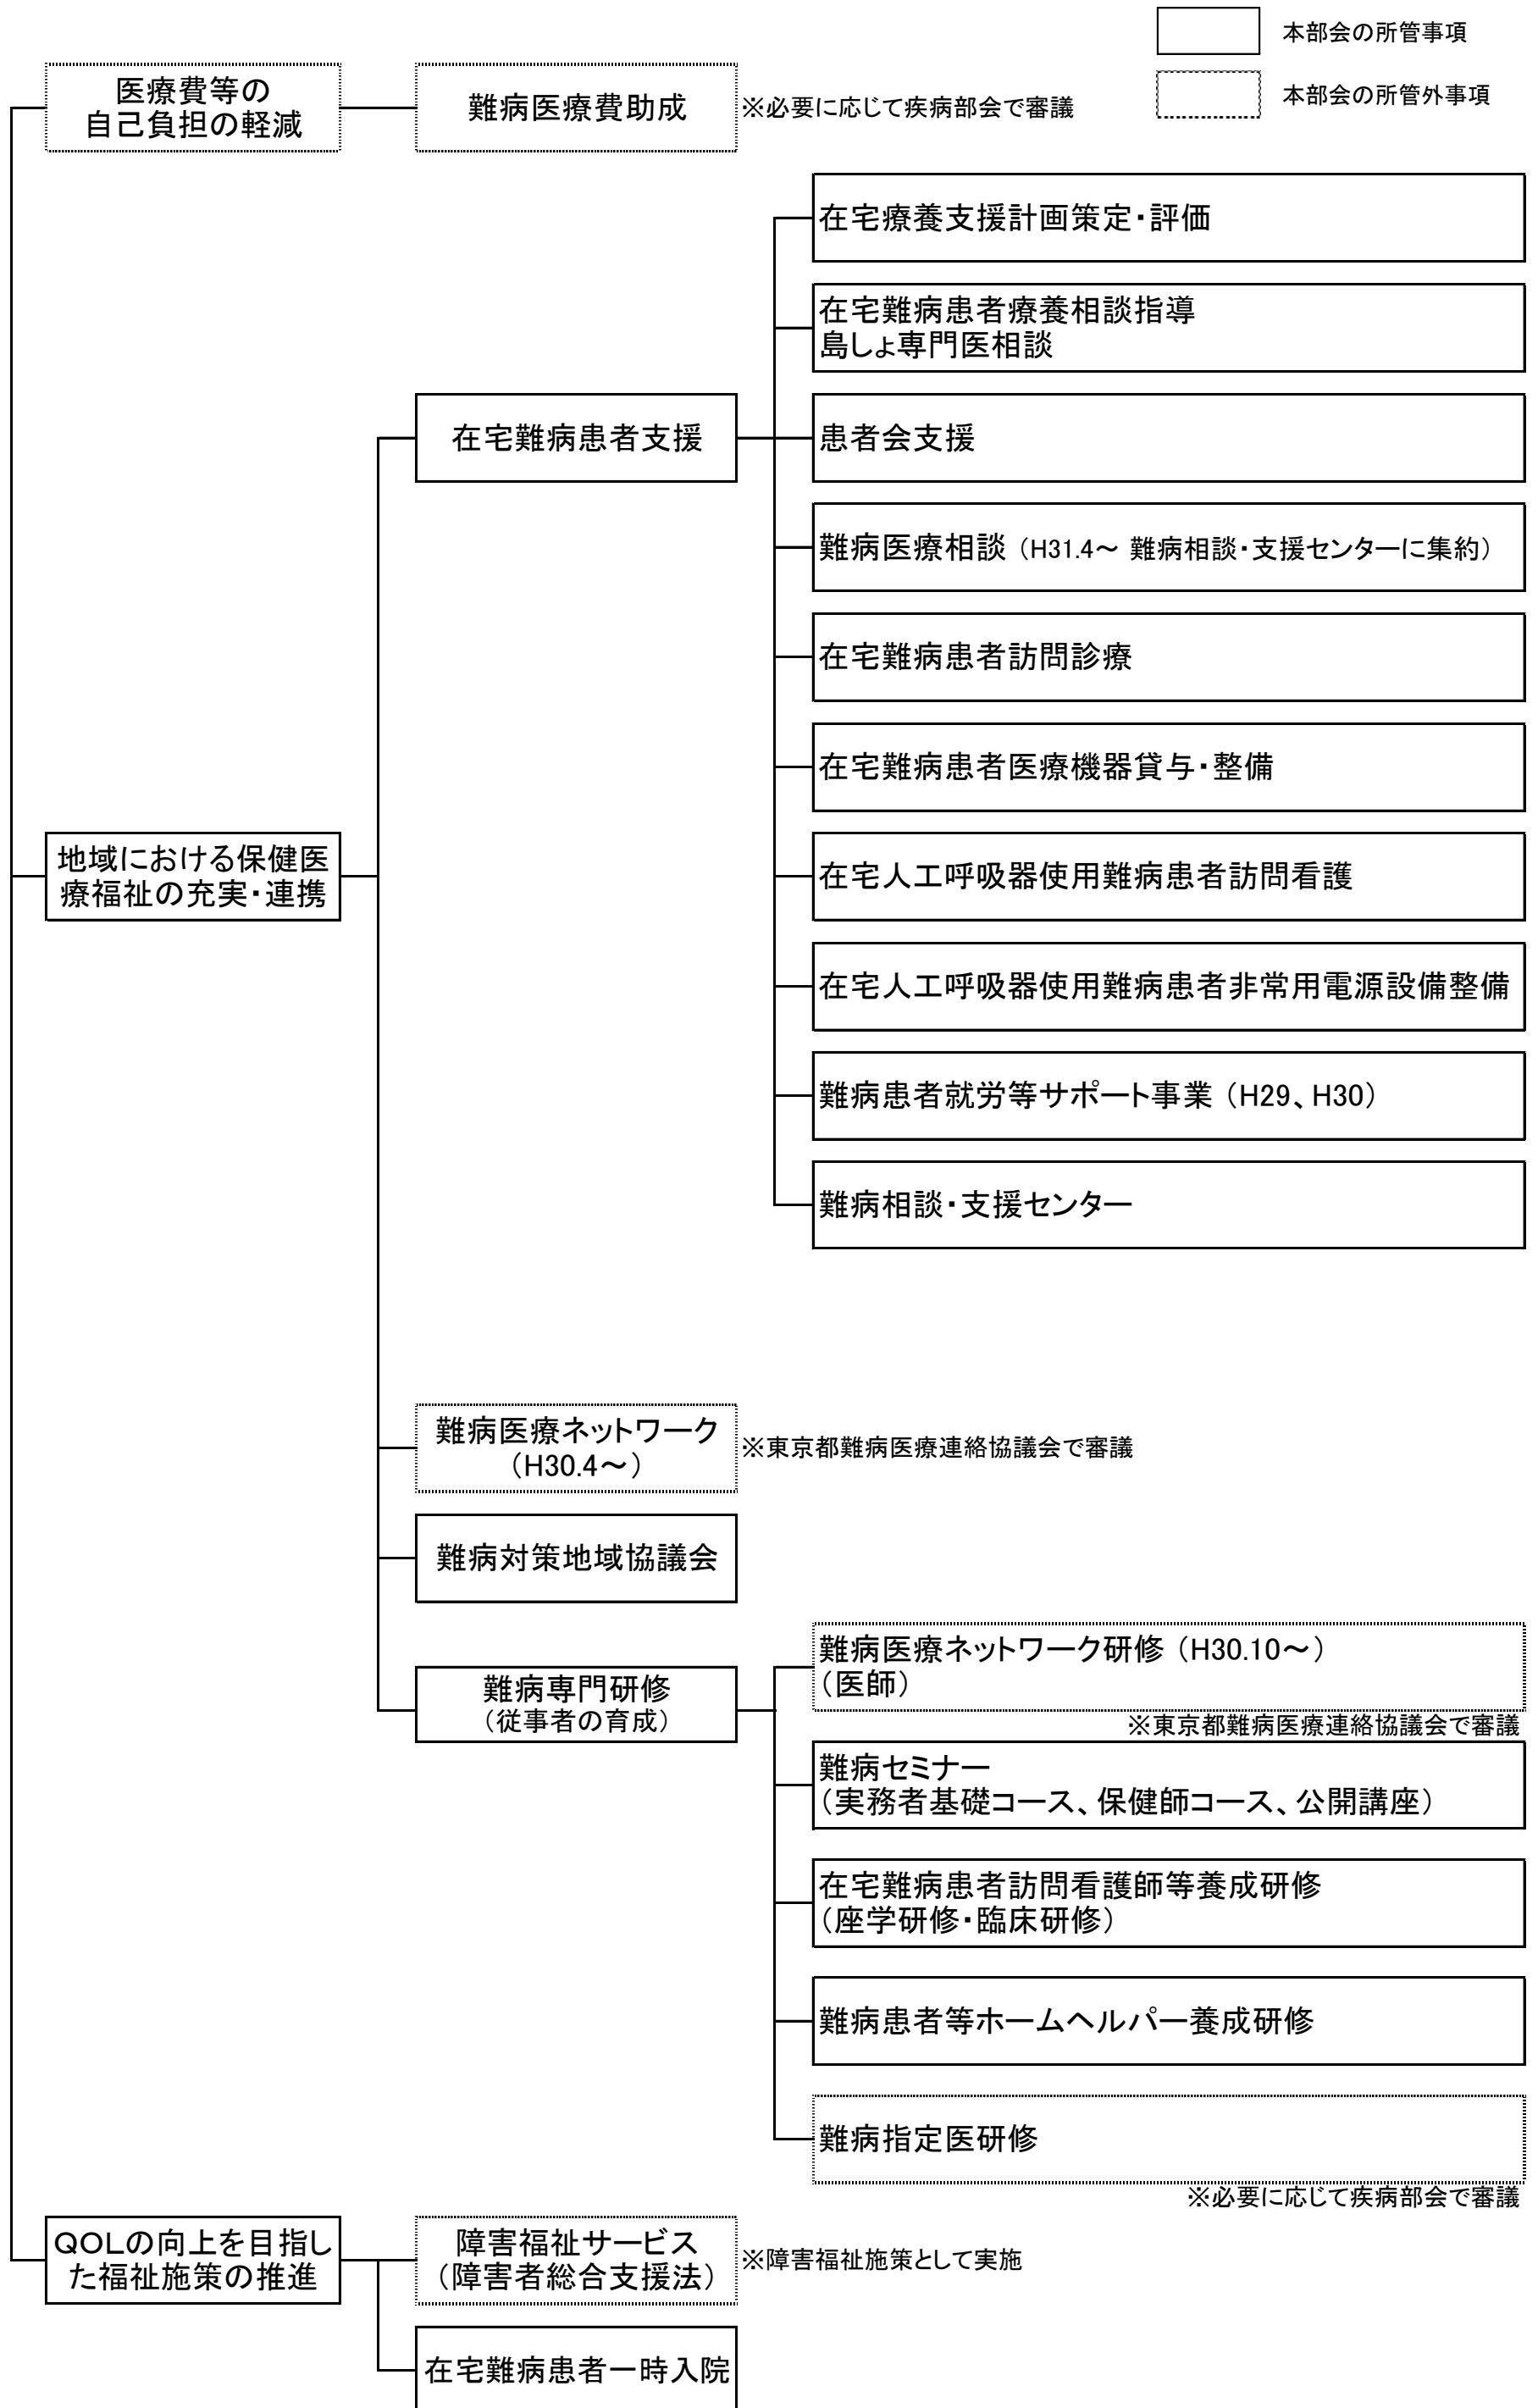 本部会の所管事項
本部会の所管外事項
医療費等の
自己負担の軽減
難病医療費助成
※必要に応じて疾病部会で審議
在宅療養支援計画策定・評価
在宅難病患者療養相談指導
島しょ専門医相談
在宅難病患者支援
患者会支援
難病医療相談（H31.4～ 難病相談・支援センターに集約）
在宅難病患者訪問診療
在宅難病患者医療機器貸与・整備
地域における保健医
療福祉の充実・連携
在宅人工呼吸器使用難病患者訪問看護
在宅人工呼吸器使用難病患者非常用電源設備整備
難病患者就労等サポート事業（H29、H30）
難病相談・支援センター
難病医療ネットワーク
（H30.4～）
※東京都難病医療連絡協議会で審議
難病対策地域協議会
難病専門研修
（従事者の育成）
難病医療ネットワーク研修（H30.10～）
（医師）
※東京都難病医療連絡協議会で審議
難病セミナー
（実務者基礎コース、保健師コース、公開講座）
在宅難病患者訪問看護師等養成研修
（座学研修・臨床研修）
難病患者等ホームヘルパー養成研修
難病指定医研修
※必要に応じて疾病部会で審議
QOLの向上を目指し
た福祉施策の推進
障害福祉サービス
（障害者総合支援法）
※障害福祉施策として実施
在宅難病患者一時入院